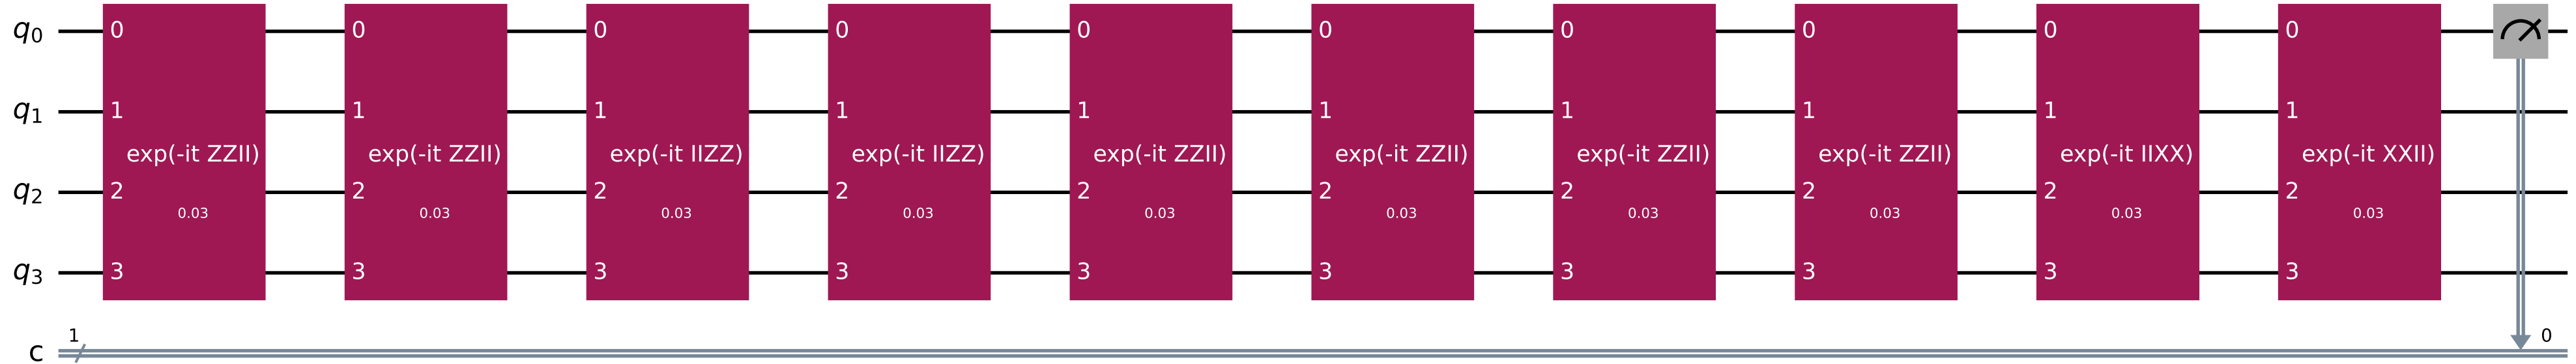 q0 0 0 0 0 0 0 0 0 0 0
q1 1 1 1 1 1 1 1 1 1 1
exp(-it ZZII) exp(-it ZZII) exp(-it IIZZ) exp(-it IIZZ) exp(-it ZZII) exp(-it ZZII) exp(-it ZZII) exp(-it ZZII) exp(-it IIXX) exp(-it XXII)
q2 2 2 2 2 2 2 2 2 2 2
0.03 0.03 0.03 0.03 0.03 0.03 0.03 0.03 0.03 0.03
q3 3 3 3 3 3 3 3 3 3 3
1 0
c